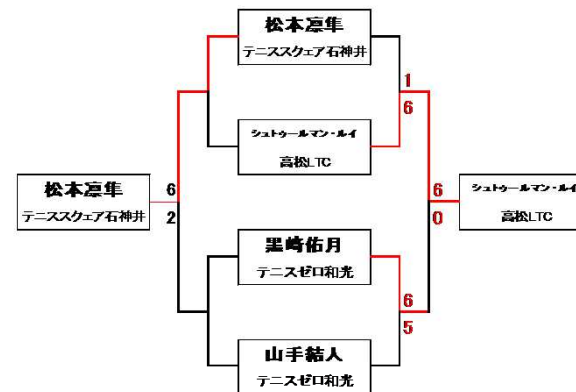 松本凛隼
テニススクェア石神井
1
6
シュトゥールマン・ルイ
高松LTC
松本凛隼
テニススクェア石神井
6
2
6
0
シュトゥールマン・ルイ
高松LTC
黒崎佑月
テニスゼロ和光
6
5
山手結人
テニスゼロ和光